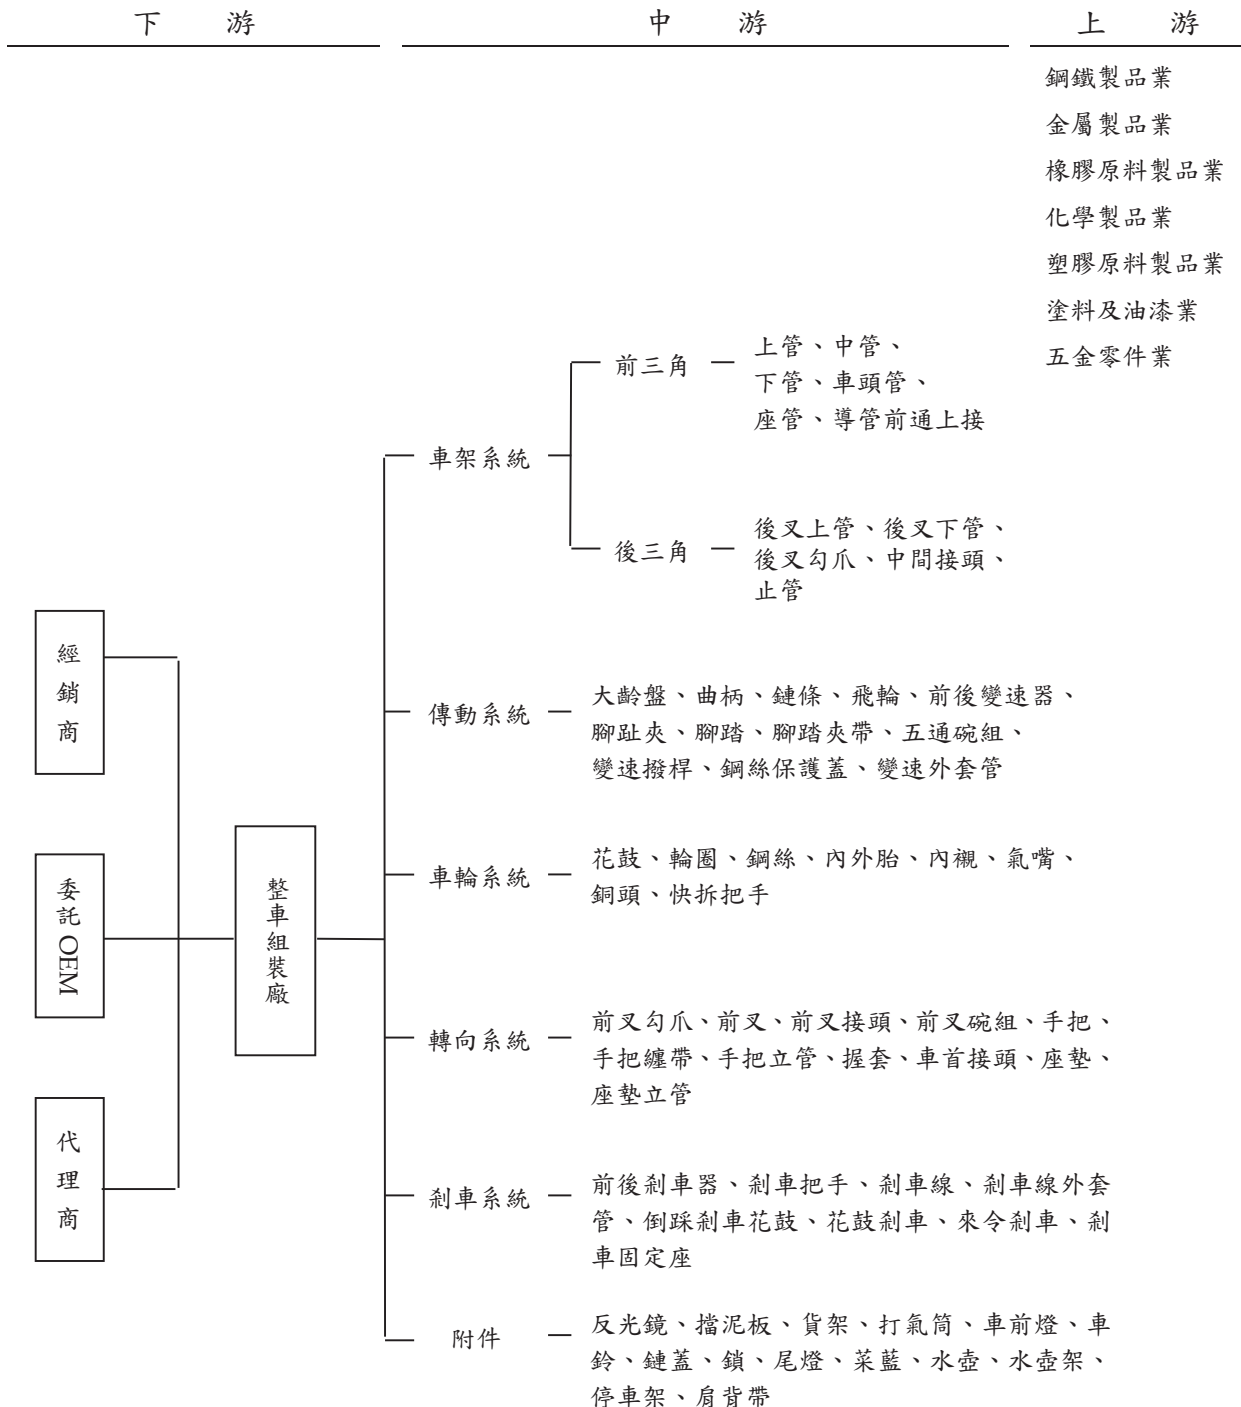 下 游
中 游
上 游
鋼鐵製品業
金屬製品業
橡膠原料製品業
化學製品業
塑膠原料製品業
塗料及油漆業
五金零件業
經銷商
委託OEM
代理商
整車組裝廠
車架系統
前三角
上管、中管、
下管、車頭管、
座管、導管前通上接
後三角
後叉上管、後叉下管、
後叉勾爪、中間接頭、
止管
傳動系統
大齡盤、曲柄、鏈條、飛輪、前後變速器、
腳趾夾、腳踏、腳踏夾帶、五通碗組、
變速撥桿、鋼絲保護蓋、變速外套管
車輪系統
花鼓、輪圈、鋼絲、內外胎、內襯、氣嘴、
銅頭、快拆把手
轉向系統
前叉勾爪、前叉、前叉接頭、前叉碗組、手把、
手把纏帶、手把立管、握套、車首接頭、座墊、
座墊立管
剎車系統
前後剎車器、剎車把手、剎車線、剎車線外套
管、倒踩剎車花鼓、花鼓剎車、來令剎車、剎
車固定座
附件
反光鏡、擋泥板、貨架、打氣筒、車前燈、車
鈴、鏈蓋、鎖、尾燈、菜藍、水壺、水壺架、
停車架、肩背帶